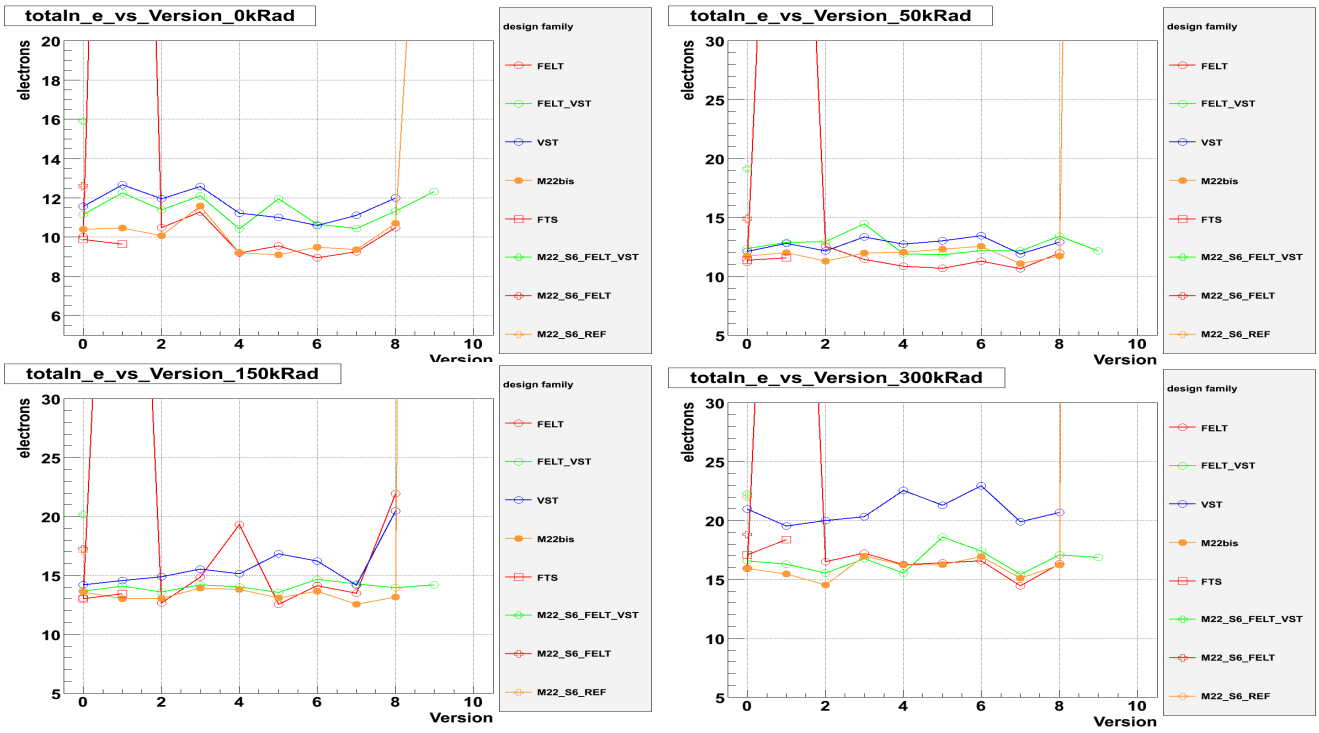 totaln_e_vs_Version_0kRad
electrons
20
18
16
14
12
10
8
6
0 2 4 6 8 10
Version
design family
FELT
FELT_VST
VST
M22bis
FTS
M22_S6_FELT_VST
M22_S6_FELT
M22_S6_REF
totaln_e_vs_Version_50kRad
electrons
30
25
20
15
10
5
0 2 4 6 8 10
Version
design family
FELT
FELT_VST
VST
M22bis
FTS
M22_S6_FELT_VST
M22_S6_FELT
M22_S6_REF
totaln_e_vs_Version_150kRad
electrons
30
25
20
15
10
5
0 2 4 6 8 10
Version
design family
FELT
FELT_VST
VST
M22bis
FTS
M22_S6_FELT_VST
M22_S6_FELT
M22_S6_REF
totaln_e_vs_Version_300kRad
electrons
30
25
20
15
10
5
0 2 4 6 8 10
Version
design family
FELT
FELT_VST
VST
M22bis
FTS
M22_S6_FELT_VST
M22_S6_FELT
M22_S6_REF